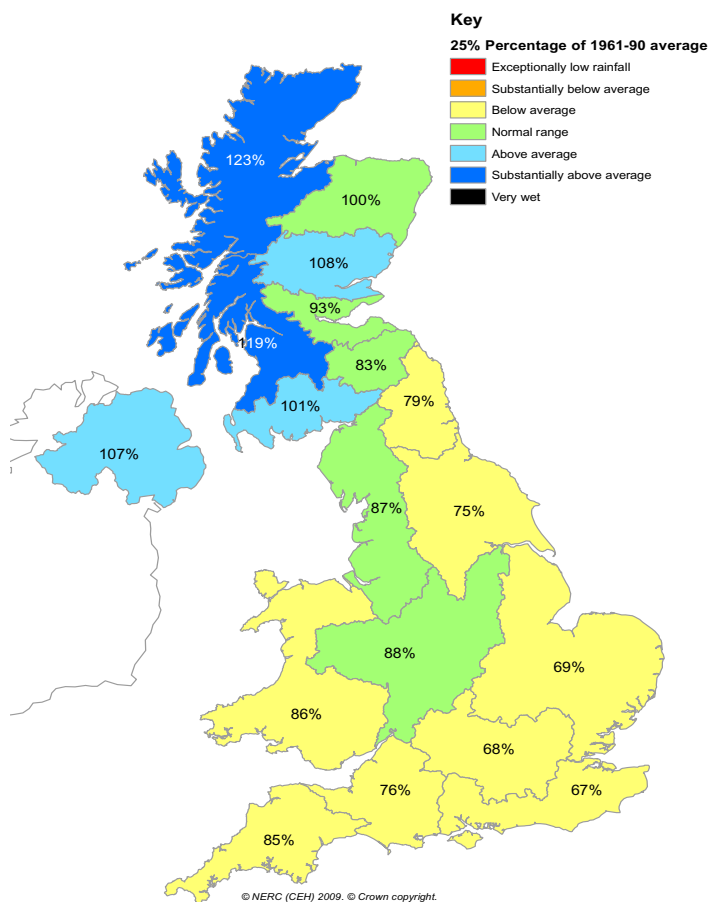 Key
25% Percentage of 1961-90 average
Exceptionally low rainfall
Substantially below average
Below average
Normal range
Above average
Substantially above average
Very wet
123%
100%
108%
93%
119%
83%
101%
79%
107%
87%
75%
88%
69%
86%
68%
76%
67%
85%
© NERC (CEH) 2009. © Crown copyright.